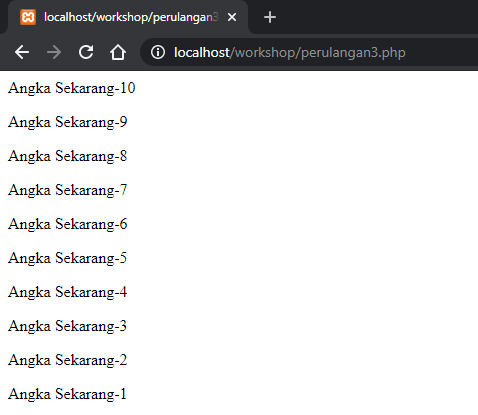 localhost/workshop/perulangan3
localhost/workshop/perulangan3.php
Angka Sekarang-10
Angka Sekarang-9
Angka Sekarang-8
Angka Sekarang-7
Angka Sekarang-6
Angka Sekarang-5
Angka Sekarang-4
Angka Sekarang-3
Angka Sekarang-2
Angka Sekarang-1